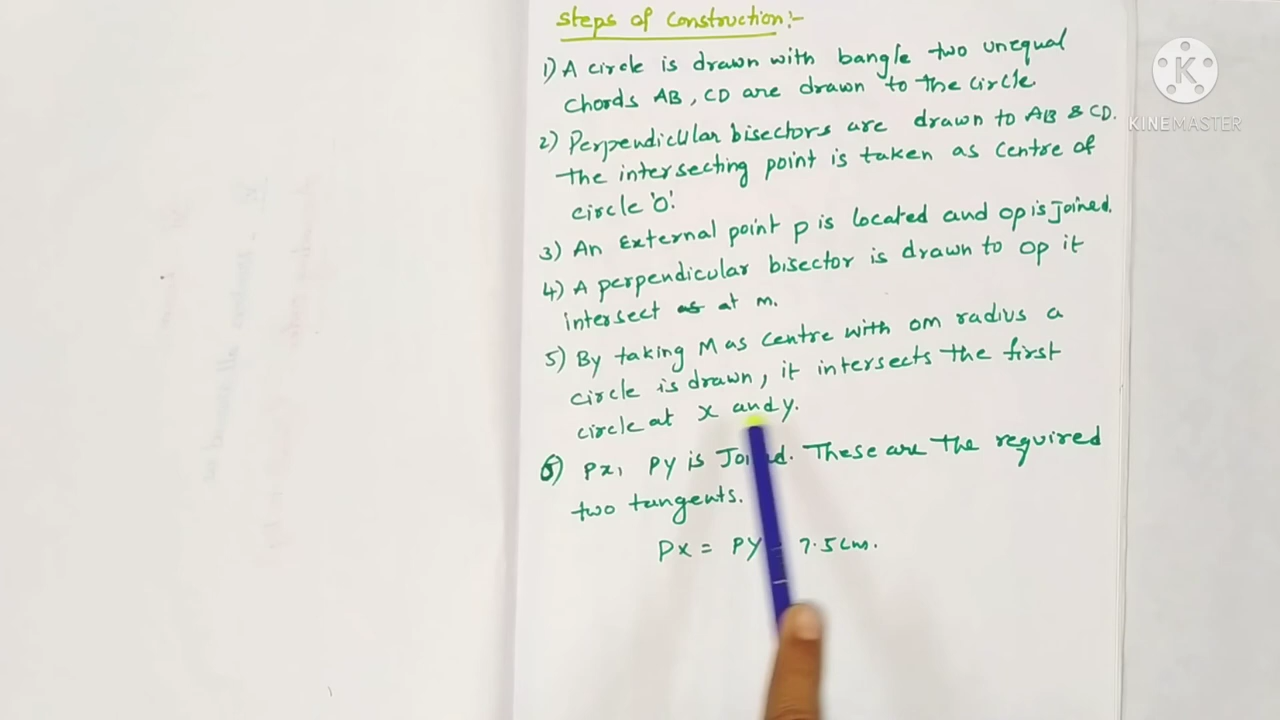 Steps of Construction:-
1) A circle is drawn with bangle two unequal
chords AB, CD are drawn to the circle
2) Perpendicular bisectors are drawn to AB & CD.
The intersecting point is taken as centre of
circle 'O'.
3) An External point p is located and op is Joined.
4) A perpendicular bisector is drawn to op it
intersect at m.
5) By taking M as centre with om radius a
circle is drawn, it intersects the first
circle at x and y.
6) Px, PY is Joined. These are the required
two tangents.
Px = PY = 7.5cm.
K
KINEMASTER